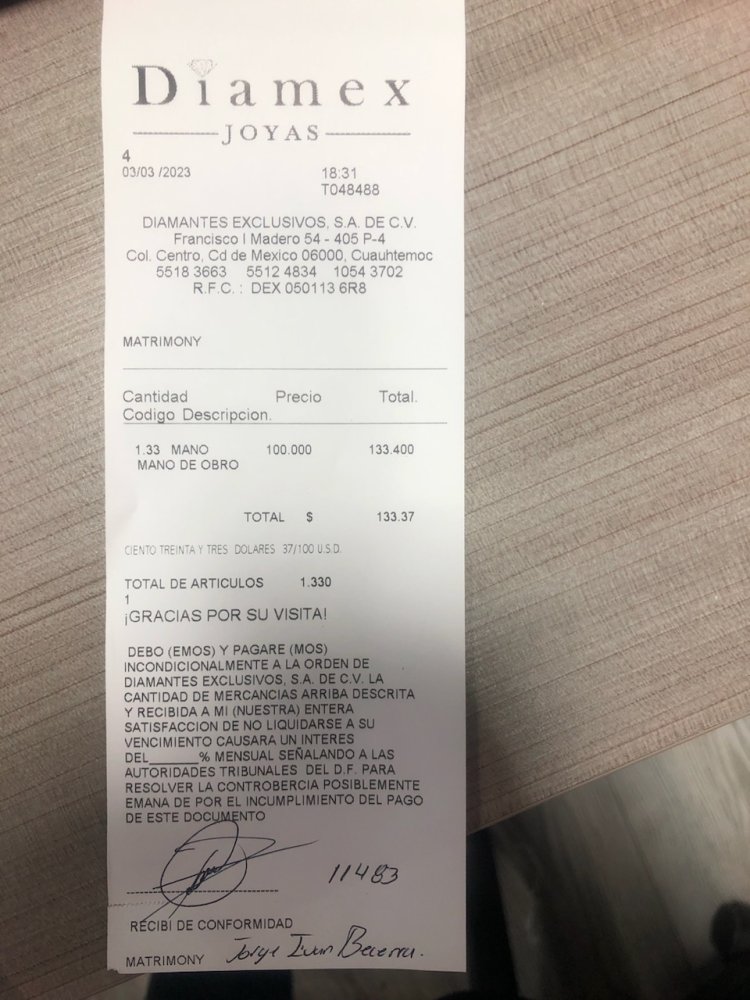 Diamex
JOYAS
4
03/03 /2023 18:31
T048488
DIAMANTES EXCLUSIVOS, S.A. DE C.V.
Francisco I Madero 54 - 405 P-4
Col. Centro, Cd de Mexico 06000, Cuauhtemoc
5518 3663 5512 4834 1054 3702
R.F.C. : DEX 050113 6R8
MATRIMONY
Cantidad Precio Total.
Codigo Descripcion.
1.33 MANO 100.000 133.400
MANO DE OBRO
TOTAL $ 133.37
CIENTO TREINTA Y TRES DOLARES 37/100 U.S.D.
TOTAL DE ARTICULOS 1.330
1
¡GRACIAS POR SU VISITA!
DEBO (EMOS) Y PAGARE (MOS)
INCONDICIONALMENTE A LA ORDEN DE
DIAMANTES EXCLUSIVOS, S.A. DE C.V. LA
CANTIDAD DE MERCANCIAS ARRIBA DESCRITA
Y RECIBIDA A MI (NUESTRA) ENTERA
SATISFACCION DE NO LIQUIDARSE A SU
VENCIMIENTO CAUSARA UN INTERES
DEL______% MENSUAL SEÑALANDO A LAS
AUTORIDADES TRIBUNALES DEL D.F. PARA
RESOLVER LA CONTROBERCIA POSIBLEMENTE
EMANA DE POR EL INCUMPLIMIENTO DEL PAGO
DE ESTE DOCUMENTO
11483
RECIBI DE CONFORMIDAD
MATRIMONY Jorge Ivan Becerra.